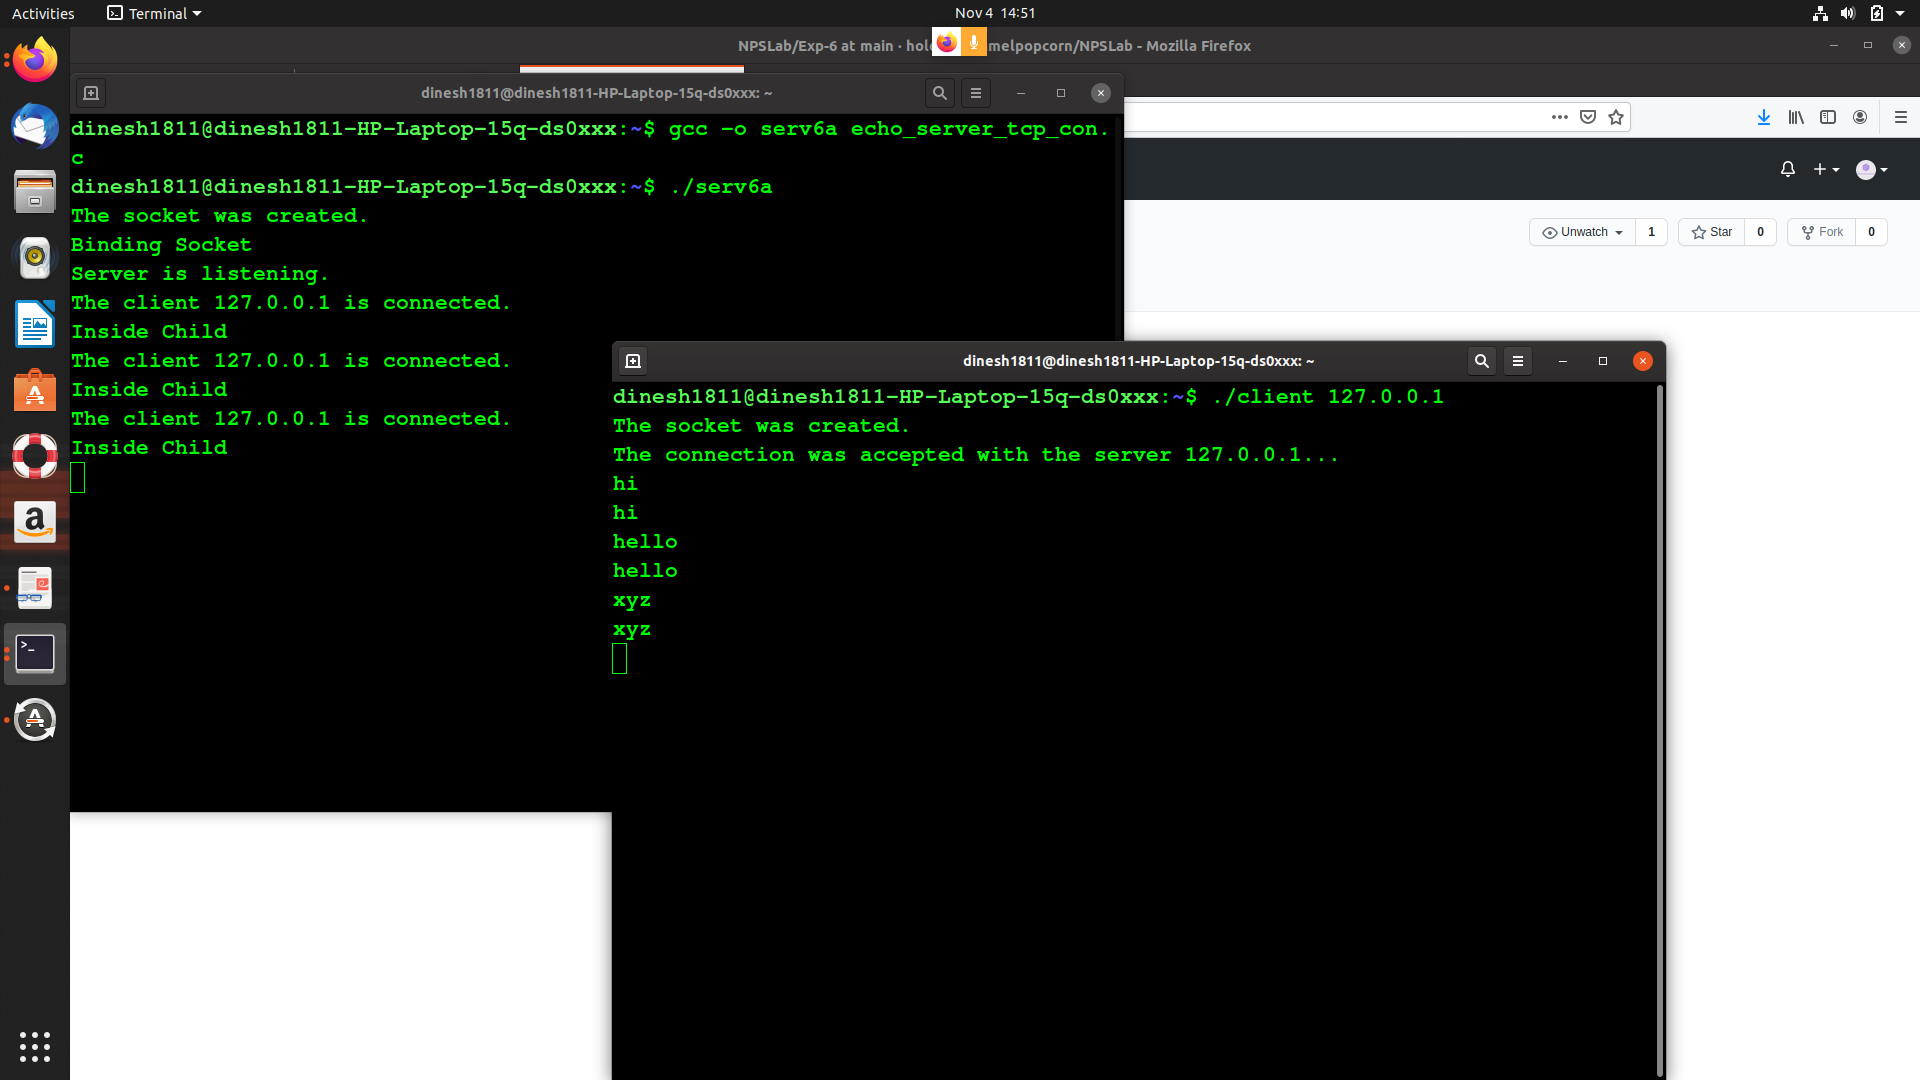 Activities
Terminal
Nov 4 14:51
NPSLab/Exp-6 at main · hol melpopcorn/NPSLab - Mozilla Firefox
dinesh1811@dinesh1811-HP-Laptop-15q-ds0xxx: ~
dinesh1811@dinesh1811-HP-Laptop-15q-ds0xxx:~$ gcc -o serv6a echo_server_tcp_con.
c
dinesh1811@dinesh1811-HP-Laptop-15q-ds0xxx:~$ ./serv6a
The socket was created.
Binding Socket
Server is listening.
The client 127.0.0.1 is connected.
Inside Child
The client 127.0.0.1 is connected.
Inside Child
The client 127.0.0.1 is connected.
Inside Child
Unwatch 1 Star 0 Fork 0
dinesh1811@dinesh1811-HP-Laptop-15q-ds0xxx: ~
dinesh1811@dinesh1811-HP-Laptop-15q-ds0xxx:~$ ./client 127.0.0.1
The socket was created.
The connection was accepted with the server 127.0.0.1...
hi
hi
hello
hello
xyz
xyz